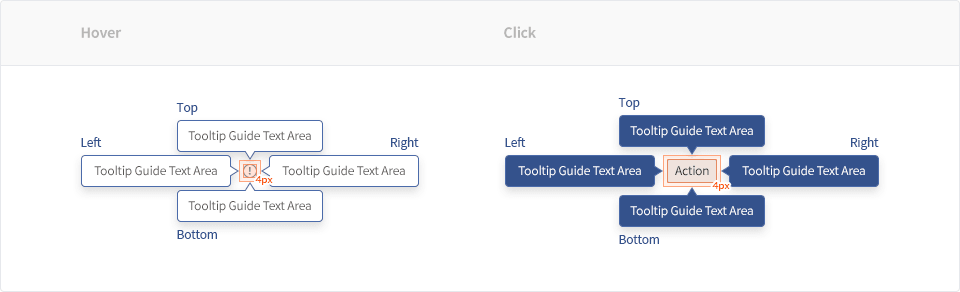 Hover
Click
Top
Tooltip Guide Text Area
Left
Right
Tooltip Guide Text Area
4px
Tooltip Guide Text Area
Tooltip Guide Text Area
Bottom
Top
Tooltip Guide Text Area
Left
Right
Tooltip Guide Text Area
Action
4px
Tooltip Guide Text Area
Tooltip Guide Text Area
Bottom